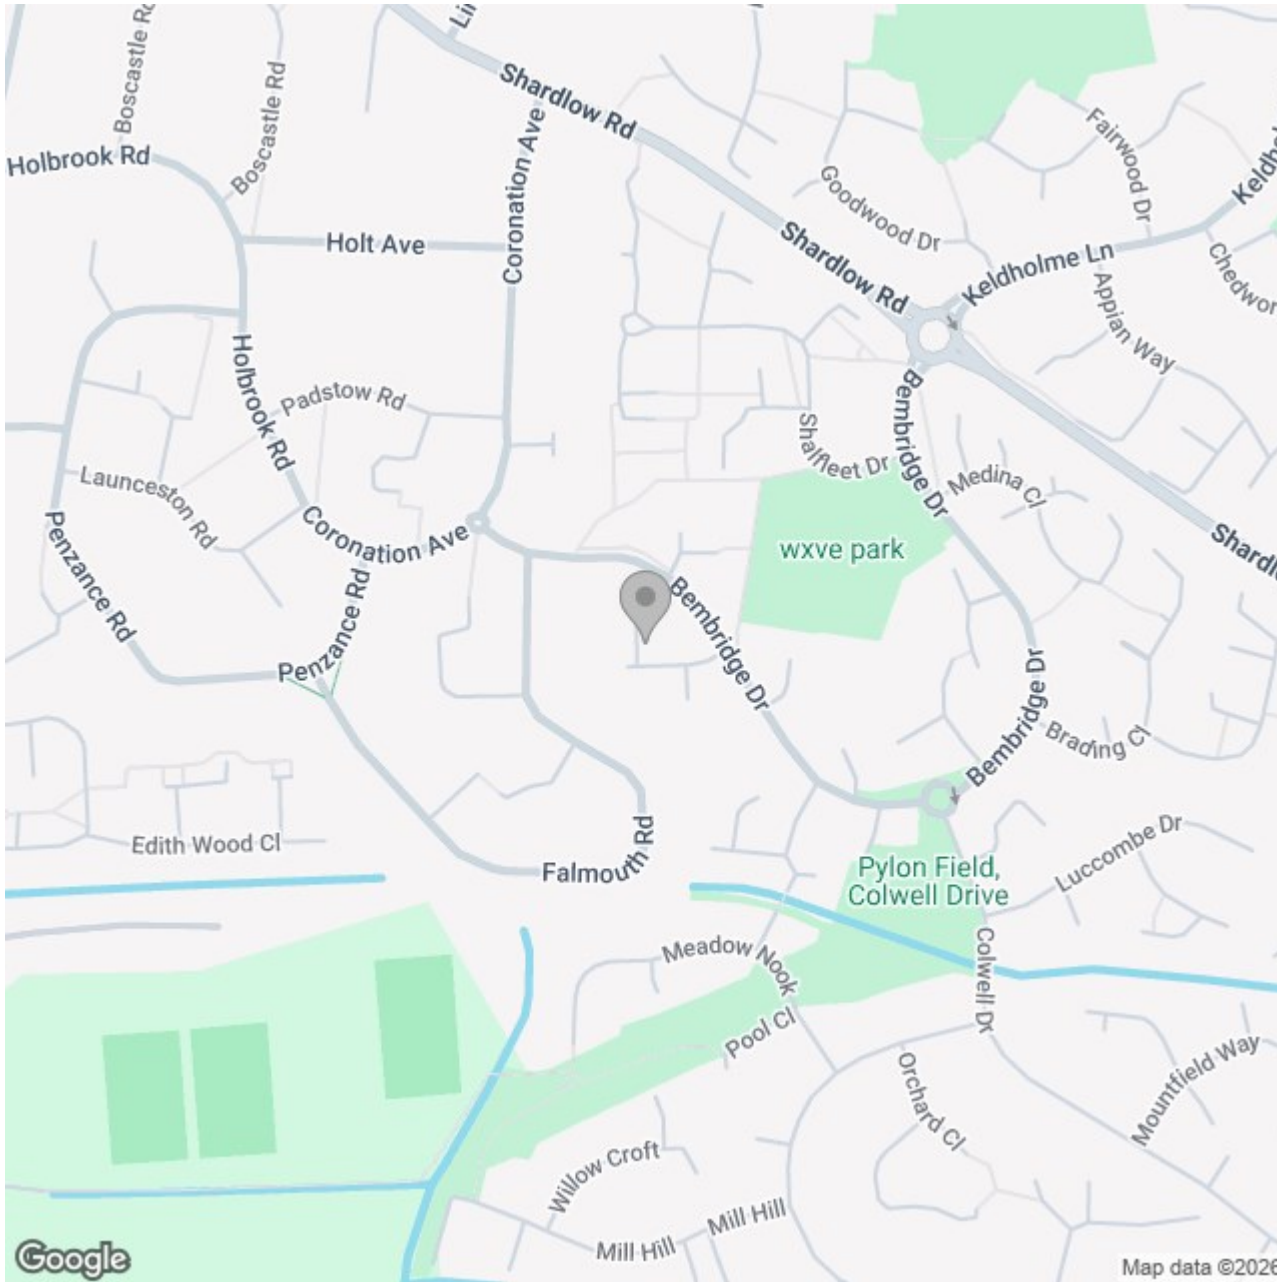 Boscastle Rd
Boscastle Rd
Holbrook Rd
Shardlow Rd
Coronation Ave
Holt Ave
Goodwood Dr
Fairwood Dr
Shardlow Rd
Keldholme Ln
Appian Way
Holbrook Rd
Padstow Rd
Launceston Rd
Coronation Ave
Penzance Rd
Penzance Rd
Penzance Rd
Shalfleet Dr
Bembridge Dr
Medina Cl
wxve park
Bembridge Dr
Bembridge Dr
Brading Cl
Edith Wood Cl
Falmouth Rd
Luccombe Dr
Pylon Field,
Colwell Drive
Meadow Nook
Colwell Dr
Pool Cl
Orchard Cl
Mountfield Way
Willow Croft
Mill Hill
Mill Hill
Google
Map data ©2026